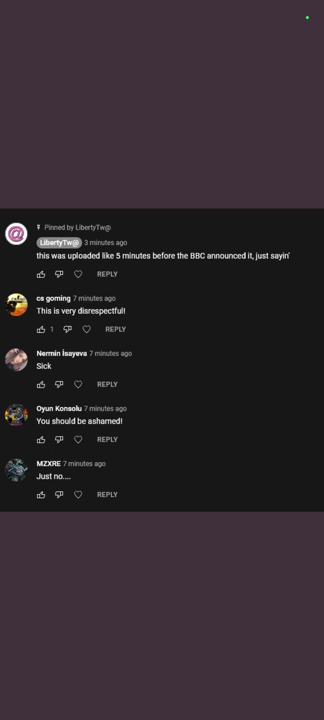 Pinned by LibertyTw@
LibertyTw@ 3 minutes ago
this was uploaded like 5 minutes before the BBC announced it, just sayin'
REPLY
cs goming 7 minutes ago
This is very disrespectful!
1 REPLY
Nermin İsayeva 7 minutes ago
Sick
REPLY
Oyun Konsolu 7 minutes ago
You should be ashamed!
REPLY
MZXRE 7 minutes ago
Just no....
REPLY